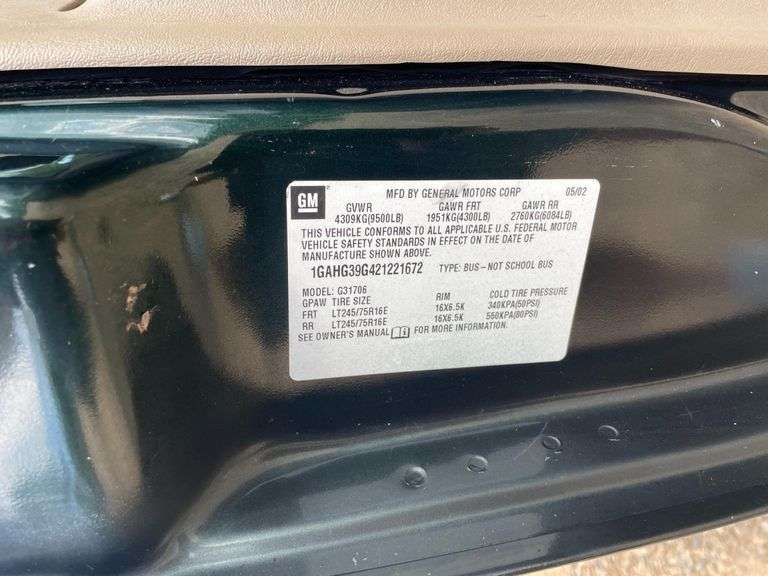 GM
MFD BY GENERAL MOTORS CORP 05/02
GVWR GAWR FRT GAWR RR
4309KG(9500LB) 1951KG(4300LB) 2760KG(6084LB)
THIS VEHICLE CONFORMS TO ALL APPLICABLE U.S. FEDERAL MOTOR
VEHICLE SAFETY STANDARDS IN EFFECT ON THE DATE OF
MANUFACTURE SHOWN ABOVE.
1GAHG39G421221672 TYPE: BUS-NOT SCHOOL BUS
MODEL: G31706
GPAW TIRE SIZE RIM COLD TIRE PRESSURE
FRT LT245/75R16E 16X6.5K 340KPA(50PSI)
RR LT245/75R16E 16X6.5K 550KPA(80PSI)
SEE OWNER'S MANUAL FOR MORE INFORMATION.